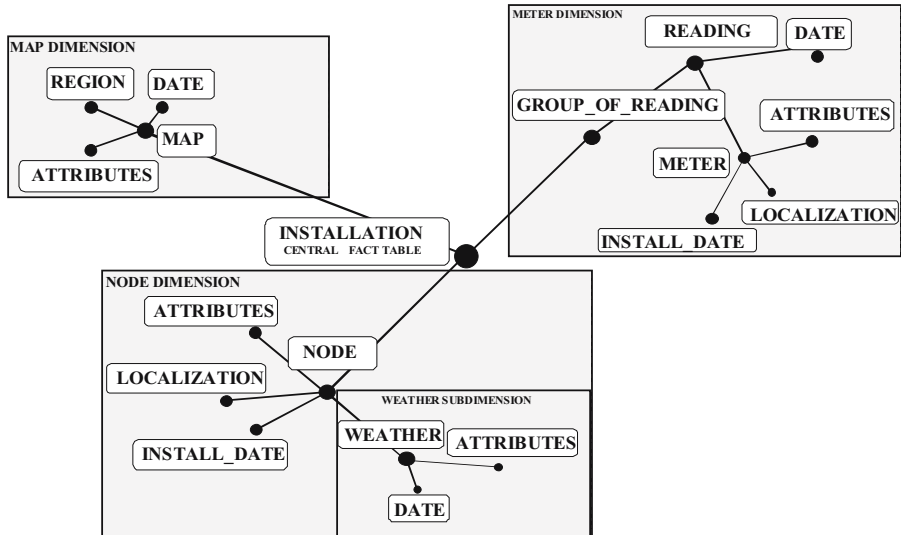 METER DIMENSION
READING
DATE
GROUP_OF_READING
ATTRIBUTES
METER
LOCALIZATION
INSTALL_DATE
MAP DIMENSION
REGION
DATE
MAP
ATTRIBUTES
INSTALLATION
CENTRAL FACT TABLE
NODE DIMENSION
ATTRIBUTES
NODE
LOCALIZATION
INSTALL_DATE
WEATHER SUBDIMENSION
WEATHER
ATTRIBUTES
DATE